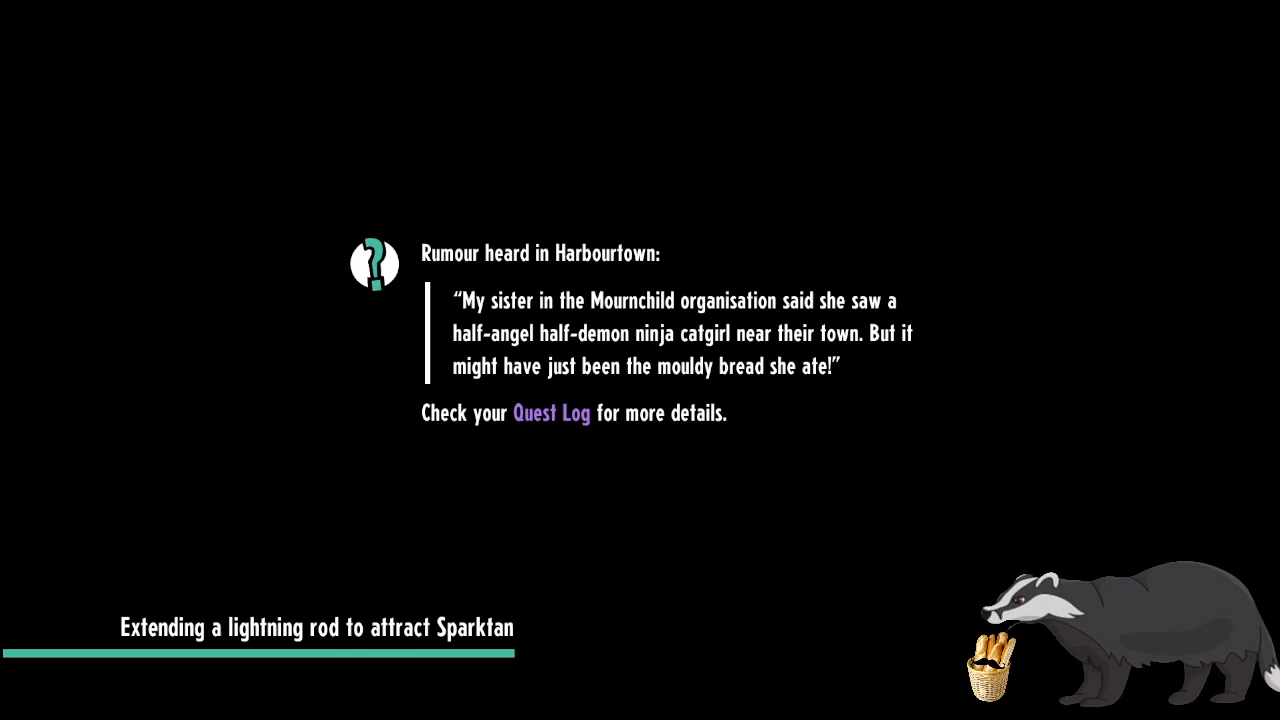 Rumour heard in Harbourtown:
“My sister in the Mournchild organisation said she saw a
half-angel half-demon ninja catgirl near their town. But it
might have just been the mouldy bread she ate!”
Check your Quest Log for more details.
Extending a lightning rod to attract Sparktan